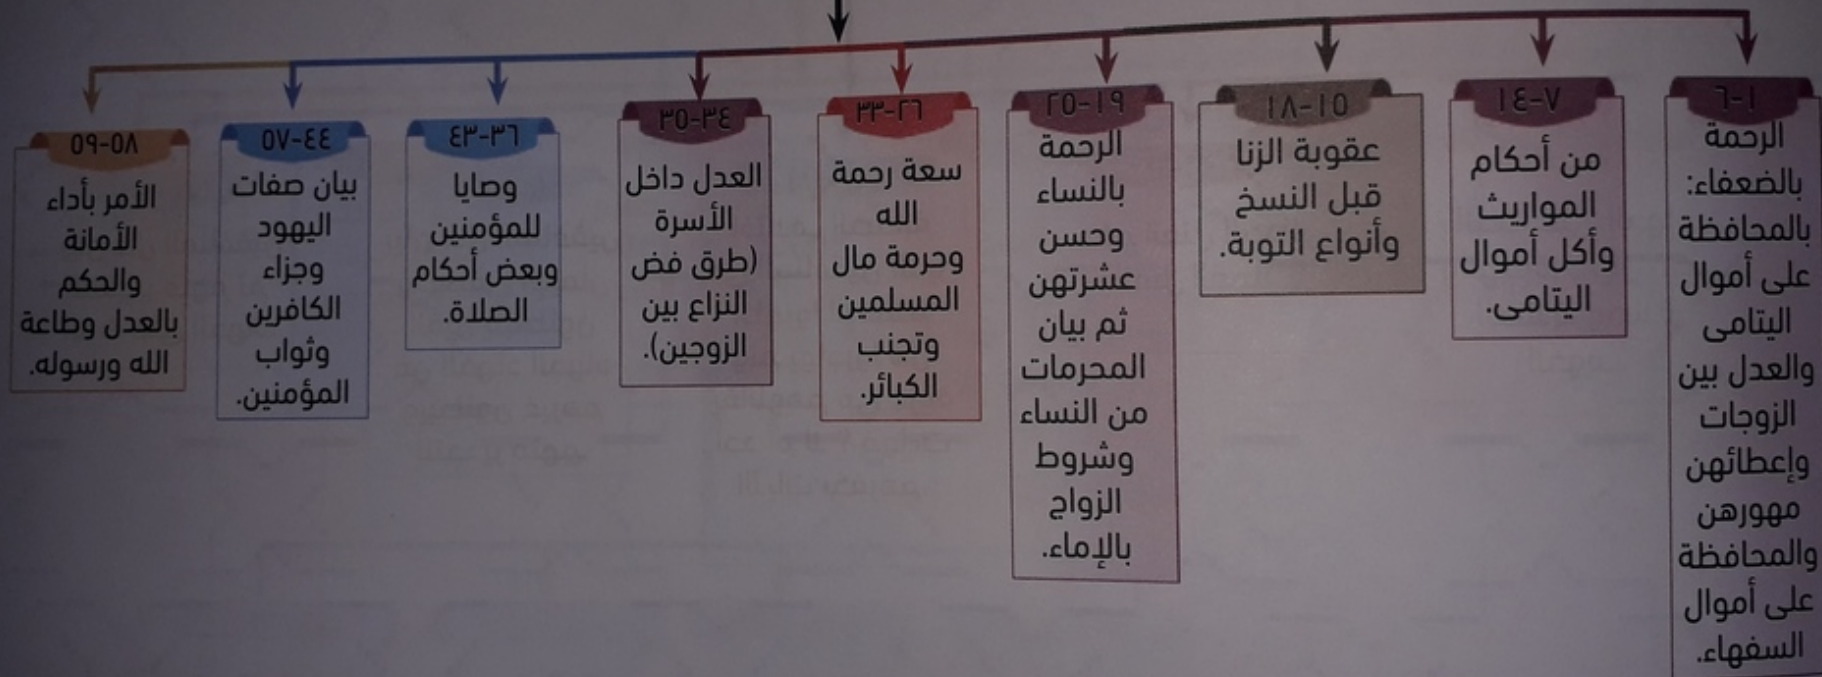 ١-٦
الرحمة
بالضعفاء:
بالمحافظة
على أموال
اليتامى
والعدل بين
الزوجات
وإعطائهن
مهورهن
والمحافظة
على أموال
السفهاء.
٧-١٤
من أحكام
المواريث
وأكل أموال
اليتامى.
١٥-١٨
عقوبة الزنا
قبل النسخ
وأنواع التوبة.
١٩-٢٥
الرحمة
بالنساء
وحسن
عشرتهن
ثم بيان
المحرمات
من النساء
وشروط
الزواج
بالإماء.
٢٦-٣٣
سعة رحمة
الله
وحرمة مال
المسلمين
وتجنب
الكبائر.
٣٤-٣٥
العدل داخل
الأسرة
(طرق فض
النزاع بين
الزوجين).
٣٦-٤٣
وصايا
للمؤمنين
وبعض أحكام
الصلاة.
٤٤-٥٧
بيان صفات
اليهود
وجزاء
الكافرين
وثواب
المؤمنين.
٥٨-٥٩
الأمر بأداء
الأمانة
والحكم
بالعدل وطاعة
الله ورسوله.